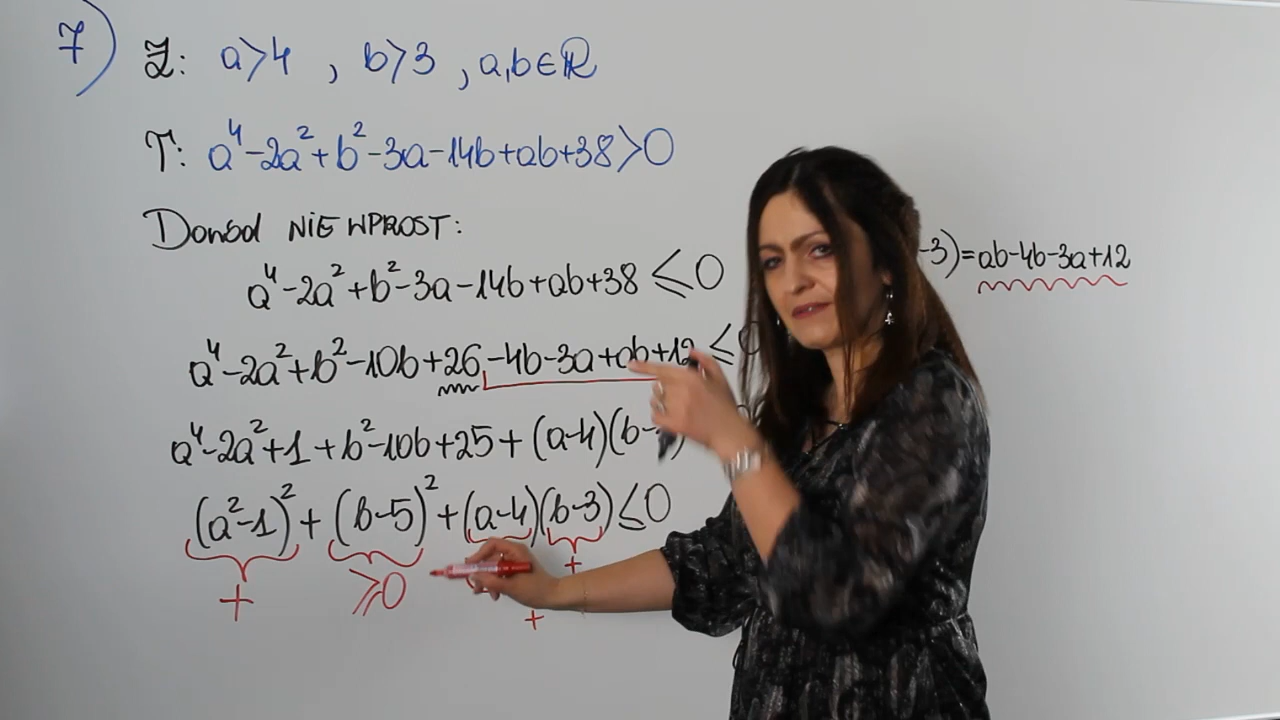 7) Z: a>4 , b>3 , a,b∈ℝ
T: a⁴-2a²+b²-3a-14b+ab+38>0
Dowód NIE WPROST:
a⁴-2a²+b²-3a-14b+ab+38≤0
-3)=ab-4b-3a+12
a⁴-2a²+b²-10b+26-4b-3a+ab+12≤0
a⁴-2a²+1+b²-10b+25+(a-4)(b-
(a²-1)²+(b-5)²+(a-4)(b-3)≤0
+ ≥0 +
+